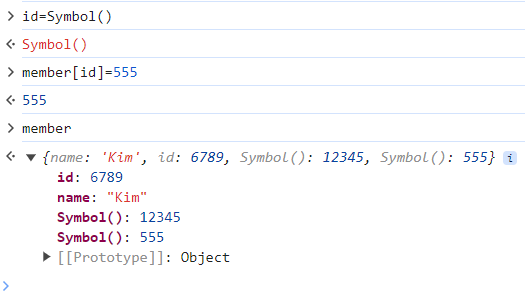 > id=Symbol()
<· Symbol()
> member[id]=555
<· 555
> member
<· ▼ {name: 'Kim', id: 6789, Symbol(): 12345, Symbol(): 555} i
id: 6789
name: "Kim"
Symbol(): 12345
Symbol(): 555
▶ [[Prototype]]: Object
>